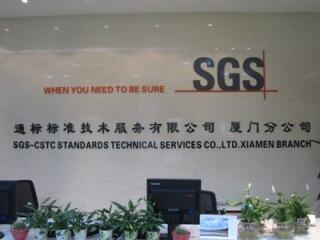 SGS
WHEN YOU NEED TO BE SURE
通标标准技术服务有限公司 厦门分公司
SGS-CSTC STANDARDS TECHNICAL SERVICES CO.,LTD.XIAMEN BRANCH